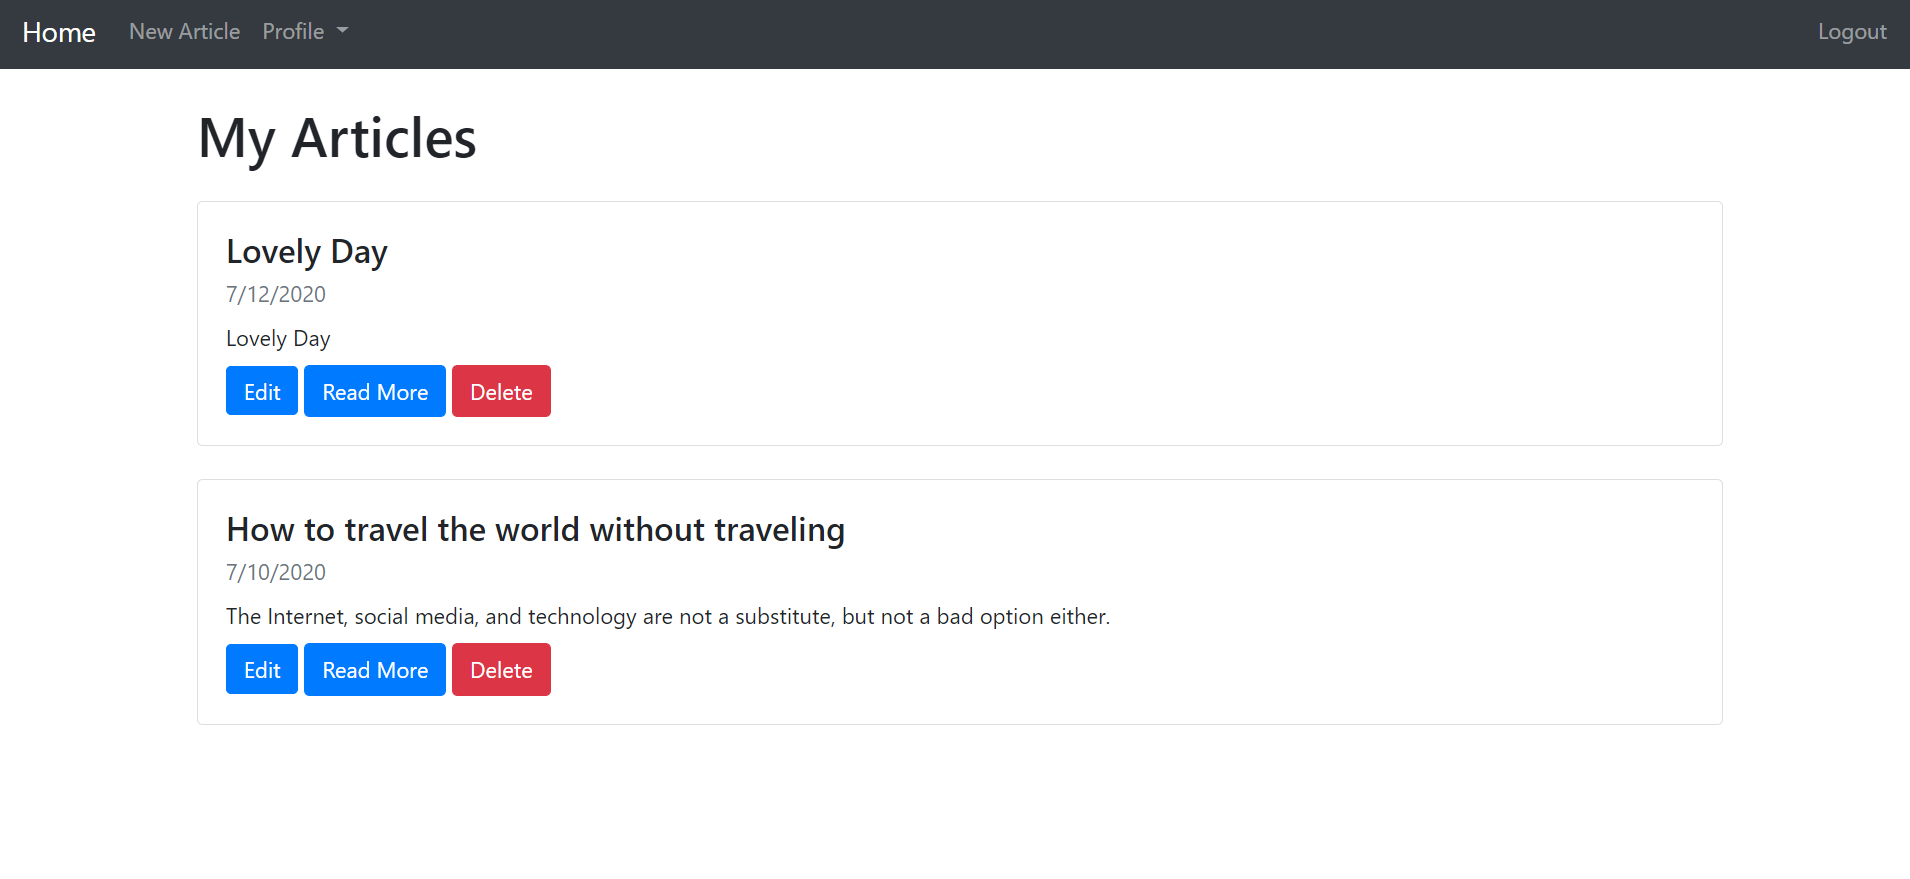 Home New Article Profile Logout
My Articles
Lovely Day
7/12/2020
Lovely Day
Edit Read More Delete
How to travel the world without traveling
7/10/2020
The Internet, social media, and technology are not a substitute, but not a bad option either.
Edit Read More Delete